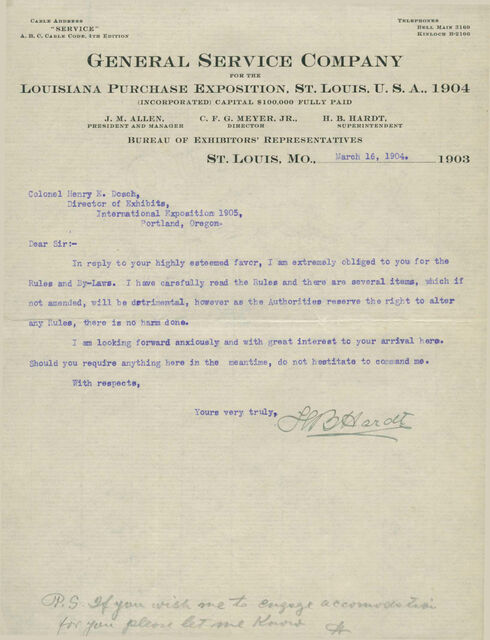 Cable Address
"SERVICE"
A. B. C. Cable Code, 4th Edition
Telephones
Bell Main 3160
Kinloch B-2106
General Service Company
FOR THE
Louisiana Purchase Exposition, St. Louis, U. S. A., 1904
(INCORPORATED) CAPITAL $100,000 FULLY PAID
J. M. ALLEN,
PRESIDENT AND MANAGER
C. F. G. MEYER, JR.,
DIRECTOR
H. B. HARDT,
SUPERINTENDENT
Bureau of Exhibitors' Representatives
St. Louis, Mo., March 16, 1904. 1903
Colonel Henry E. Dosch,
Director of Exhibits,
International Exposition 1905,
Portland, Oregon.
Dear Sir:-
In reply to your highly esteemed favor, I am extremely obliged to you for the
Rules and By-Laws. I have carefully read the Rules and there are several items, which if
not amended, will be detrimental, however as the Authorities reserve the right to alter
any Rules, there is no harm done.
I am looking forward anxiously and with great interest to your arrival here.
Should you require anything here in the meantime, do not hestitate to command me.
With respects,
Yours very truly,
H B Hardt
P.S. If you wish me to engage accomodation
for you please let me know H